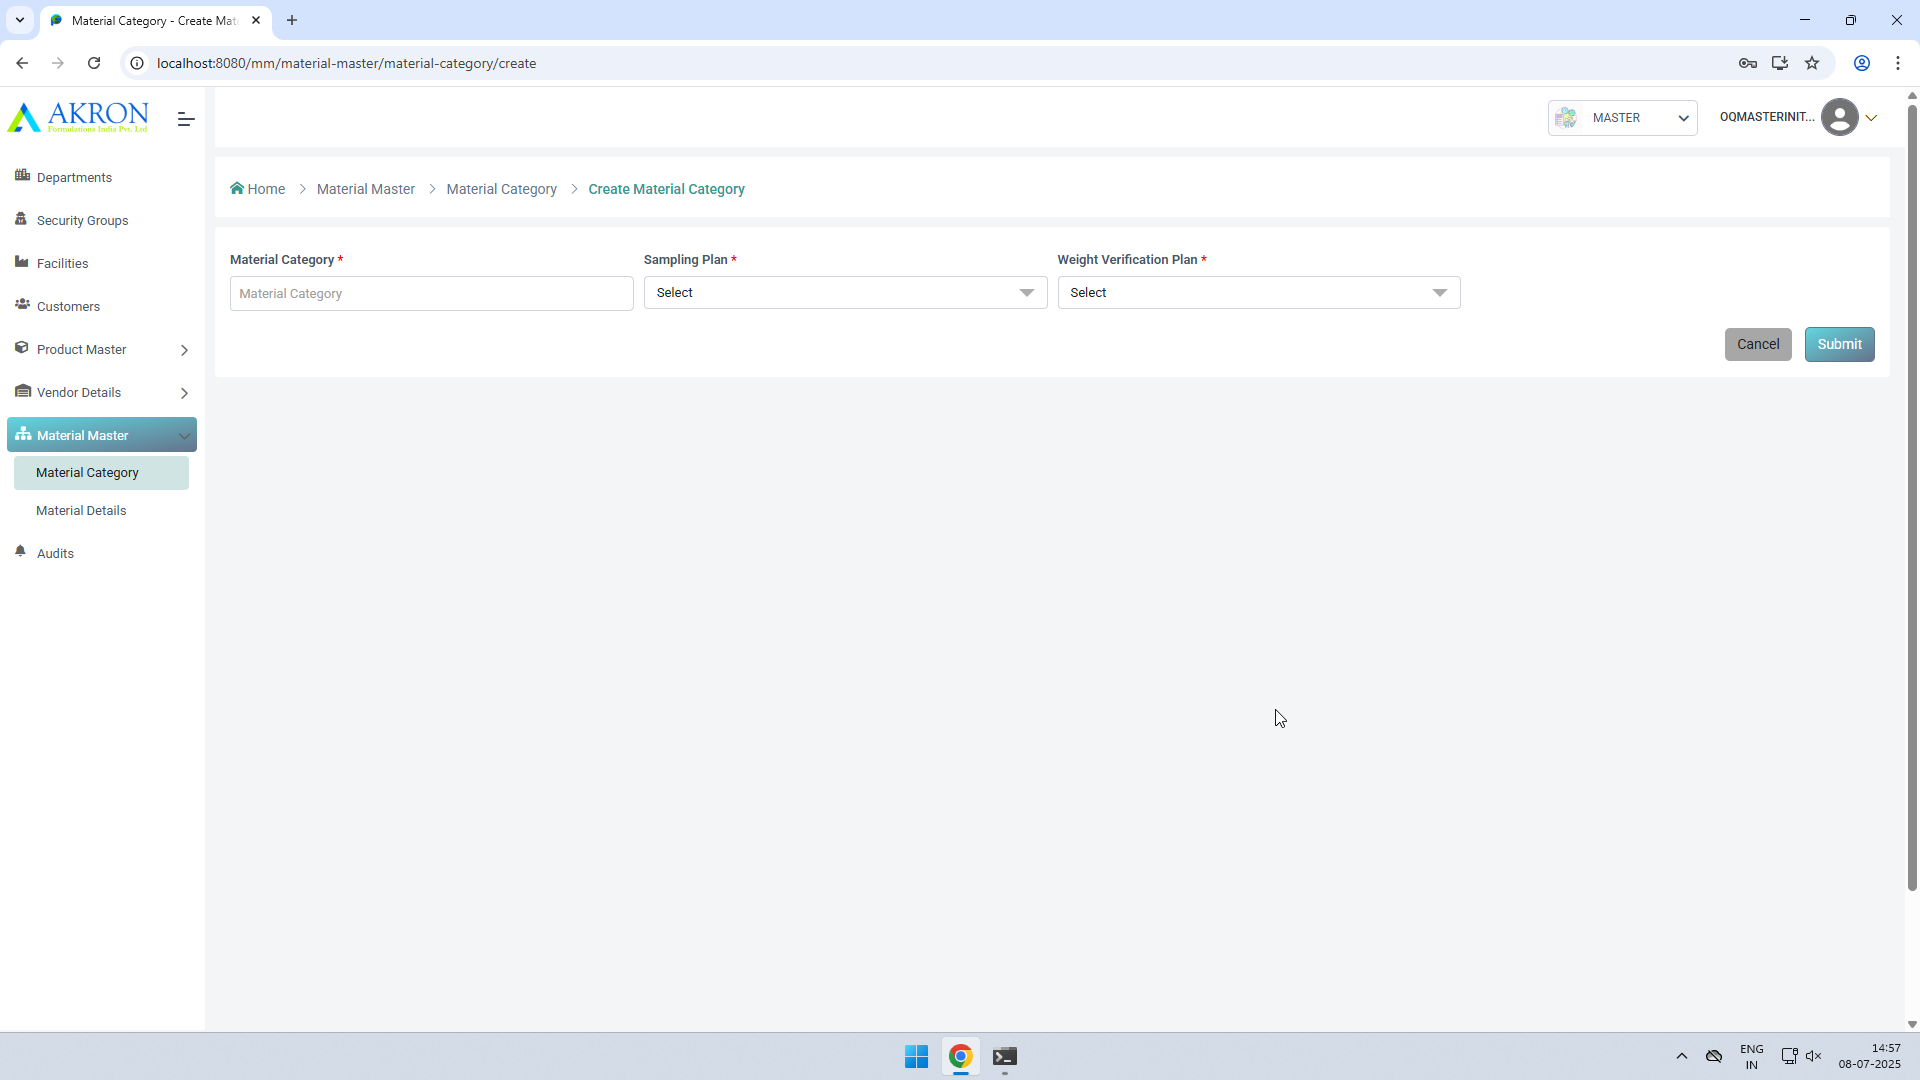 Material Category - Create Mat
localhost:8080/mm/material-master/material-category/create
AKRON
Formulations India Pvt. Ltd
MASTER
OQMASTERINIT...
Departments
Security Groups
Facilities
Customers
Product Master
Vendor Details
Material Master
Material Category
Material Details
Audits
Home > Material Master > Material Category > Create Material Category
Material Category * Sampling Plan * Weight Verification Plan *
Material Category Select Select
Cancel Submit
ENG
IN
14:57
08-07-2025